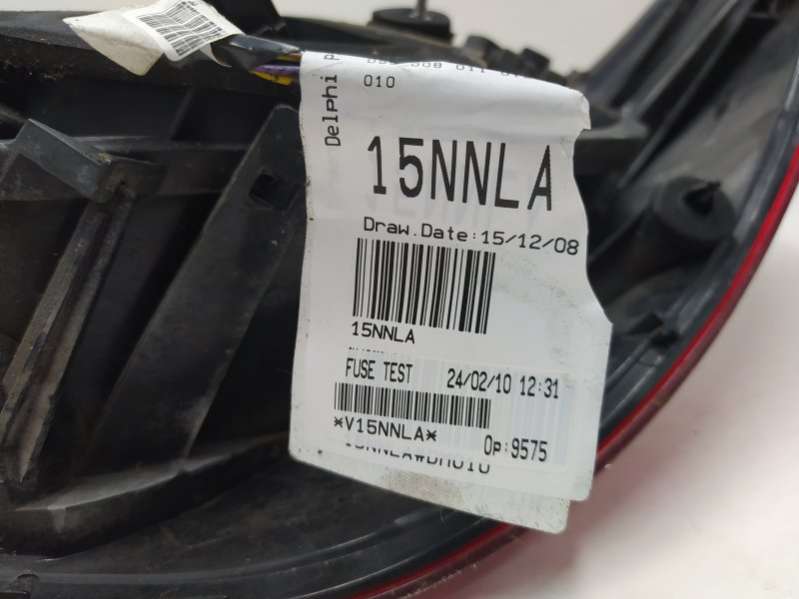 Delphi
010
15NNLA
Draw.Date:15/12/08
15NNLA
FUSE TEST 24/02/10 12:31
*V15NNLA*
Op:9575